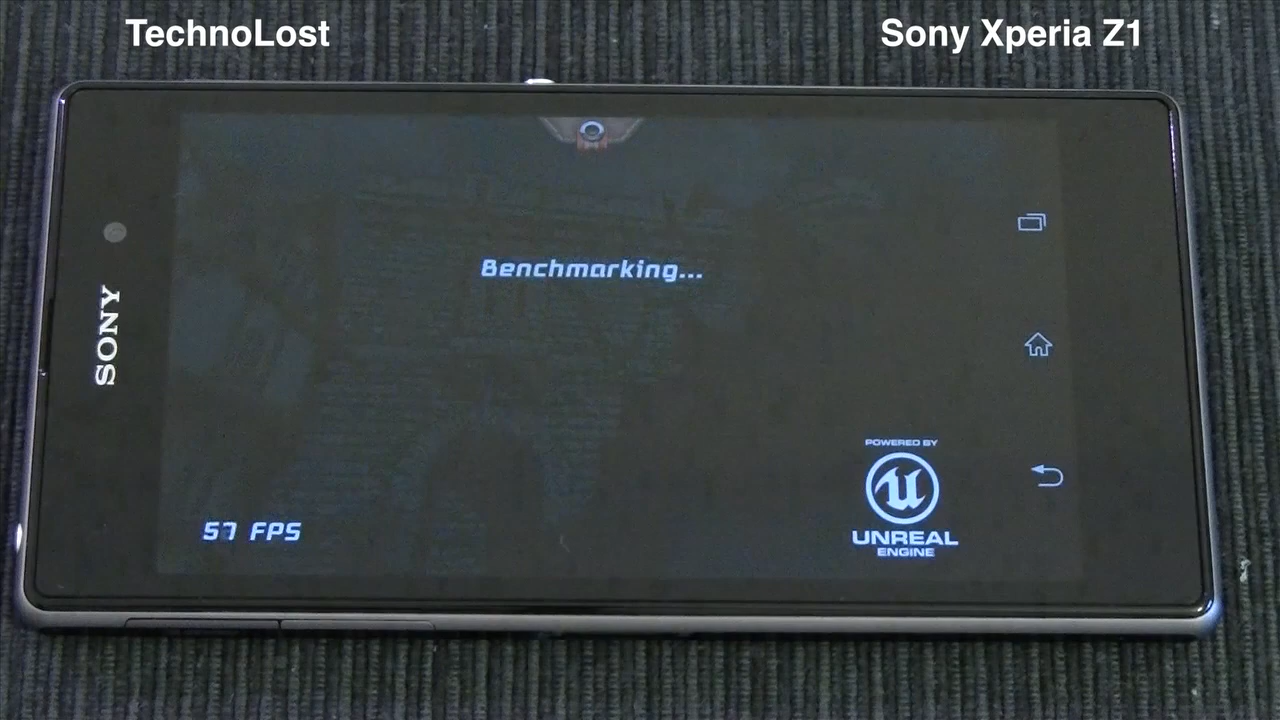 TechnoLost
Sony Xperia Z1
SONY
Benchmarking...
57 FPS
POWERED BY
UNREAL
ENGINE